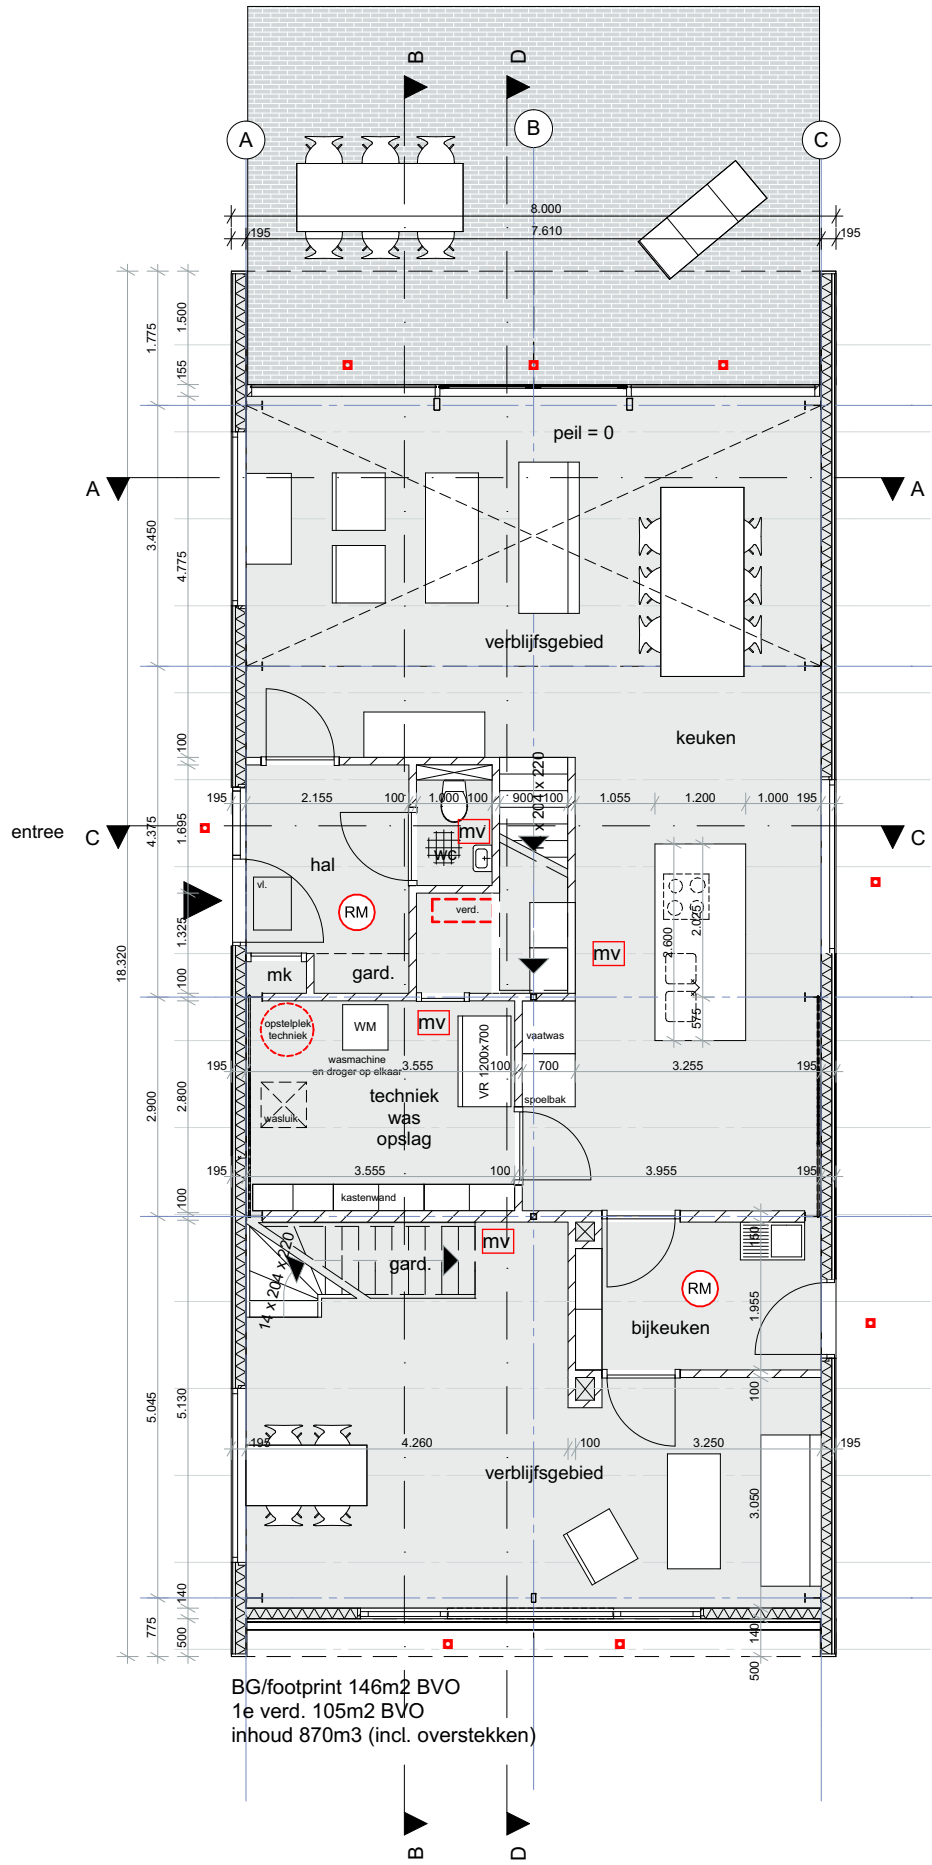 B
D
A
B
C
8.000
195
7.610
195
1.500
1.775
155
peil = 0
A
A
3.450
4.775
verblijfsgebied
keuken
100
204 x 220
195
2.155
100
1.000
100
900
100
1.055
1.200
1.000
195
entree
C
C
4.375
1.695
mv
wc
hal
vl.
RM
verd.
2.025
2.600
1.325
mv
18.320
mk
gard.
100
575
opstelplek
techniek
WM
mv
vaatwas
wasmachine
en droger op elkaar
VR 1200x700
195
3.555
100
700
3.255
195
2.900
2.800
techniek
was
opslag
wasluik
spoelbak
195
3.555
100
3.955
195
kastenwand
100
mv
150
14 x 204 x 220
gard.
RM
1.955
bijkeuken
5.045
5.130
100
195
4.260
100
3.250
195
verblijfsgebied
3.050
140
775
500
140
500
BG/footprint 146m2 BVO
1e verd. 105m2 BVO
inhoud 870m3 (incl. overstekken)
B
D